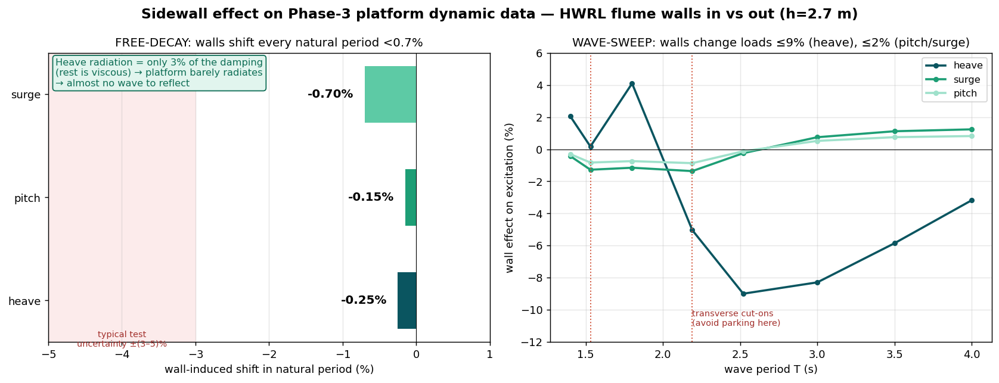 Sidewall effect on Phase-3 platform dynamic data — HWRL flume walls in vs out (h=2.7 m)
FREE-DECAY: walls shift every natural period <0.7%
Heave radiation = only 3% of the damping
(rest is viscous) → platform barely radiates
→ almost no wave to reflect
surge
pitch
heave
-0.70%
-0.15%
-0.25%
typical test
uncertainty ±(3–5)%
−5
−4
−3
−2
−1
0
1
wall-induced shift in natural period (%)
WAVE-SWEEP: walls change loads ≤9% (heave), ≤2% (pitch/surge)
heave
surge
pitch
6
4
2
0
−2
−4
−6
−8
−10
−12
wall effect on excitation (%)
transverse cut-ons
(avoid parking here)
1.5
2.0
2.5
3.0
3.5
4.0
wave period T (s)